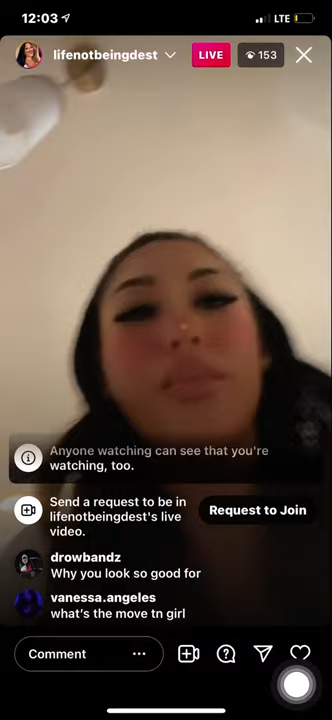 12:03 LTE
lifenotbeingdest LIVE 153
Anyone watching can see that you're
watching, too.
Send a request to be in
lifenotbeingdest's live
video.
Request to Join
drowbandz
Why you look so good for
vanessa.angeles
what's the move tn girl
Comment ...